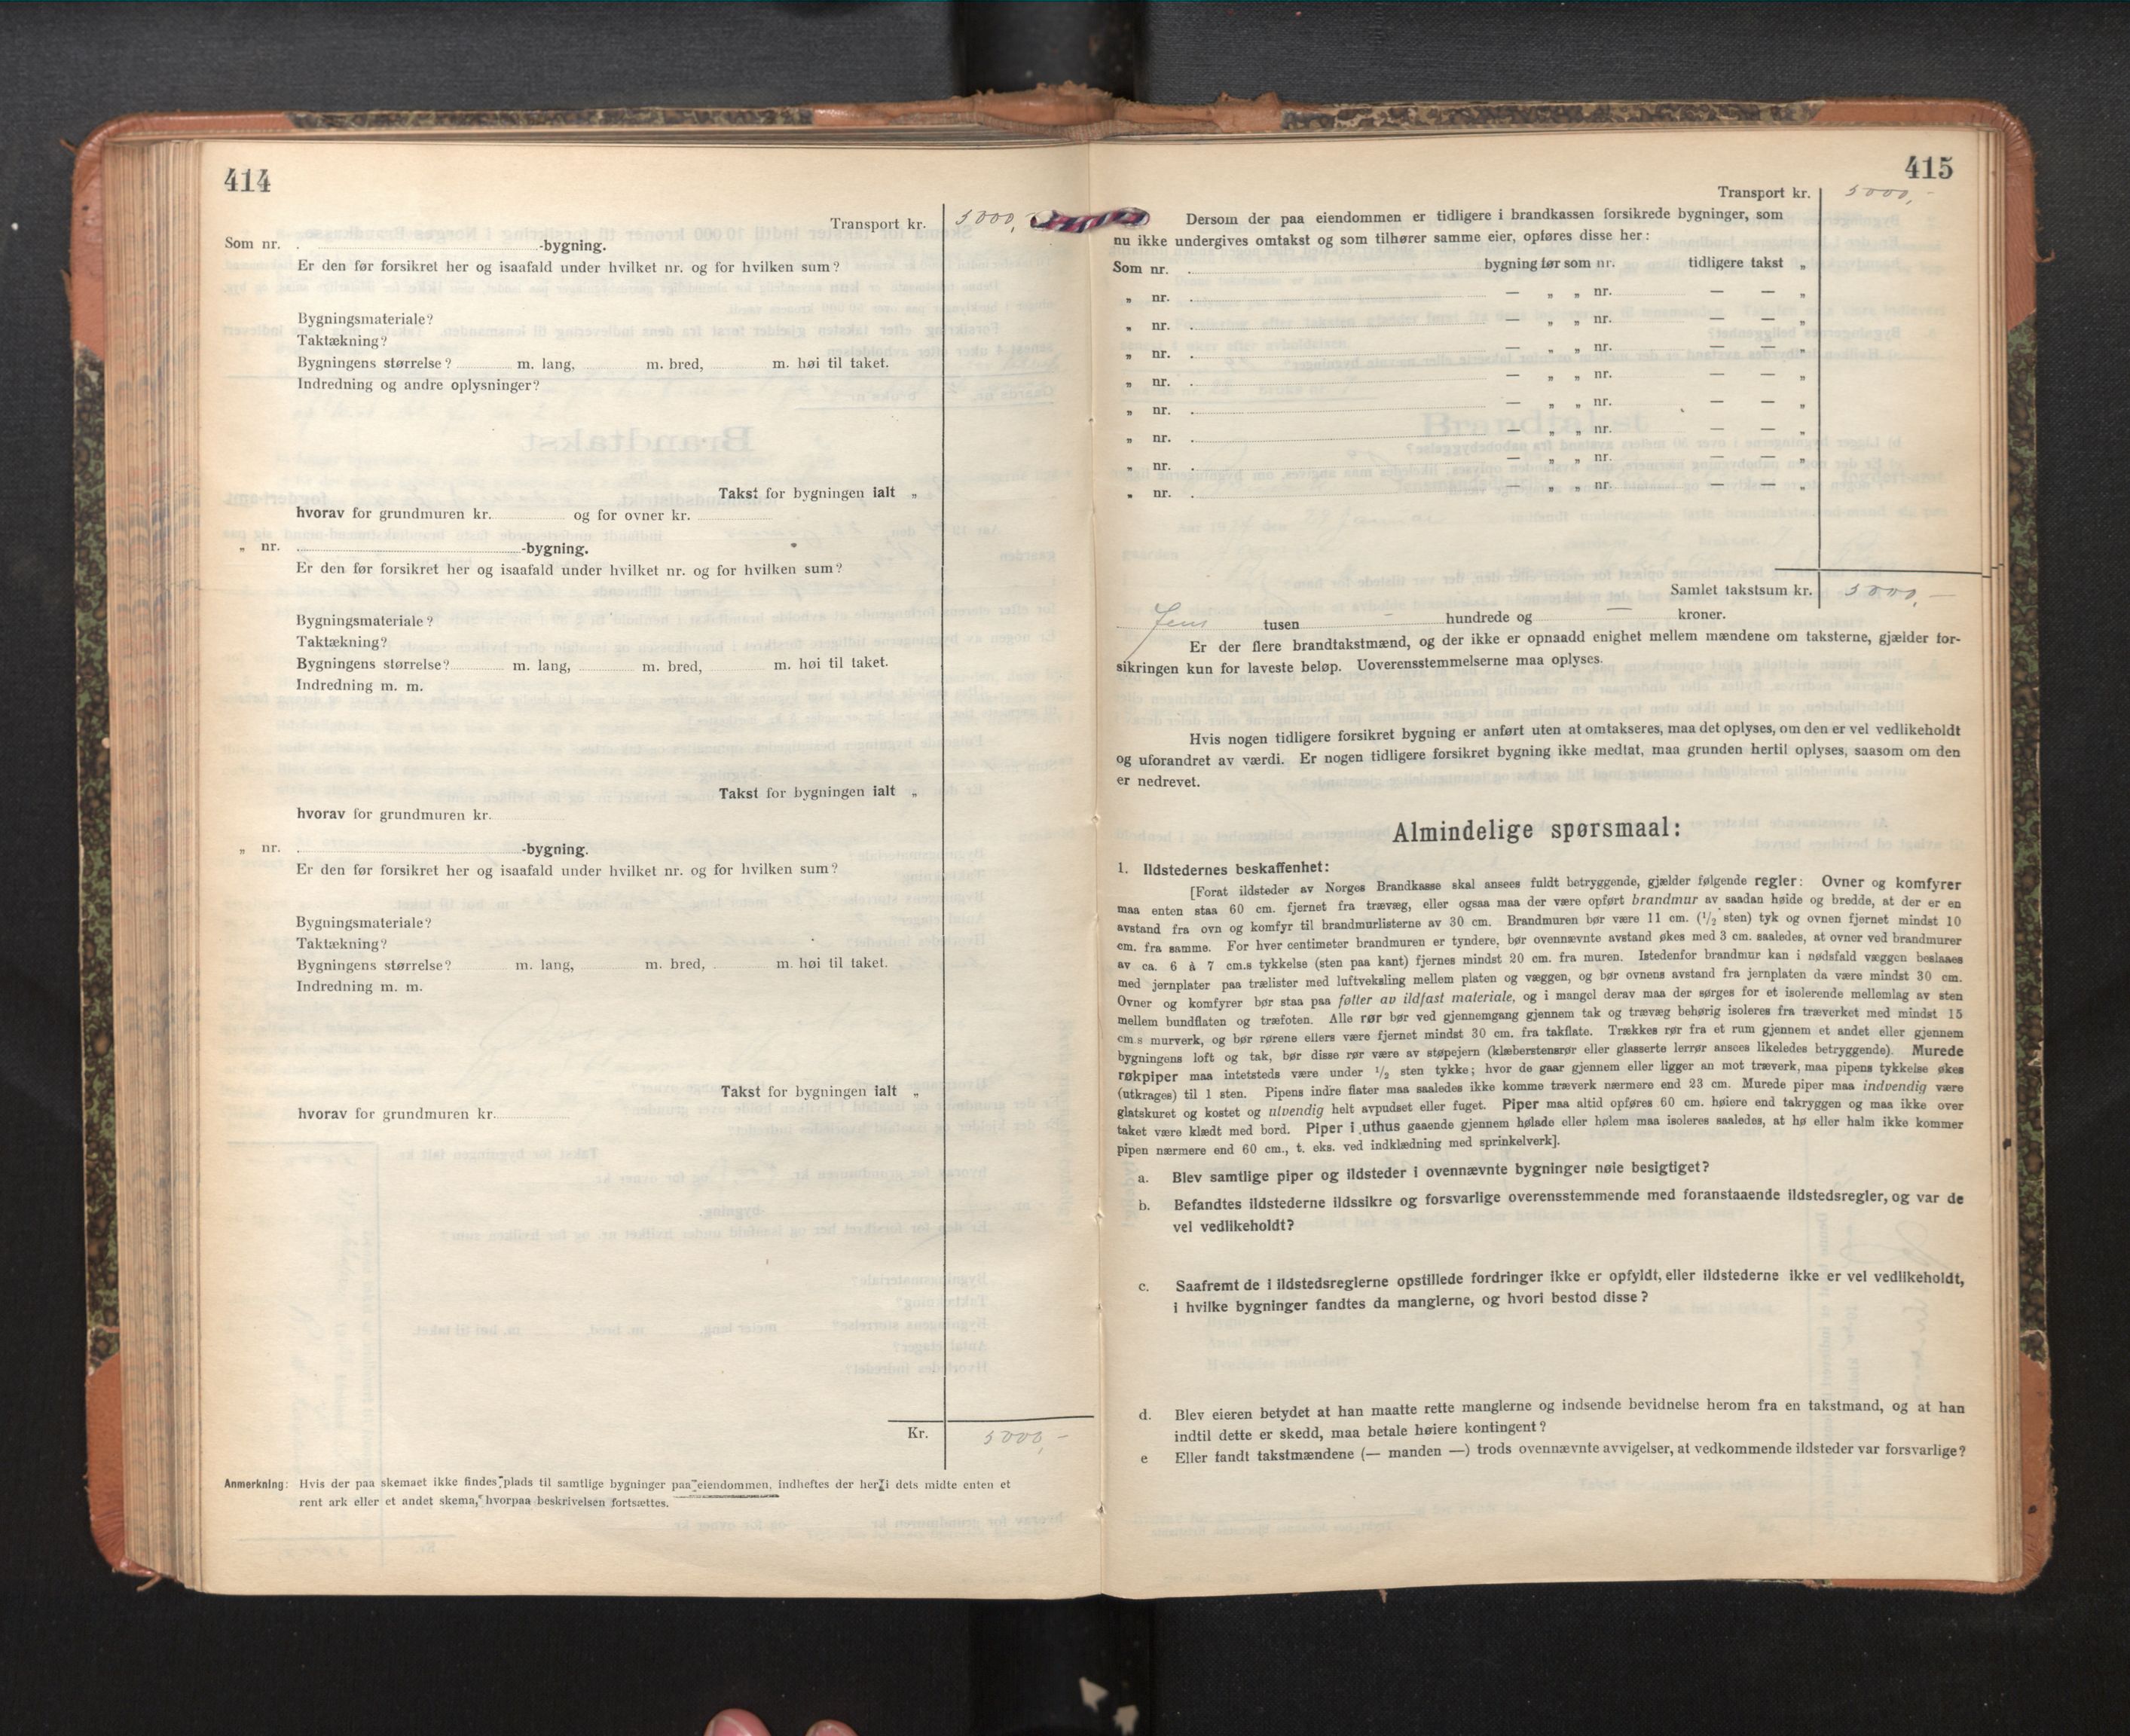 414
Transport kr. 5000,
Som nr. -bygning.
Er den før forsikret her og isaafald under hvilket nr. og for hvilken sum?
Bygningsmateriale?
Taktækning?
Bygningens størrelse? m. lang, m. bred, m. høi til taket.
Indredning og andre oplysninger?
Takst for bygningen ialt „
hvorav for grundmuren kr. og for ovner kr.
„ nr. -bygning.
Er den før forsikret her og isaafald under hvilket nr. og for hvilken sum?
Bygningsmateriale?
Taktækning?
Bygningens størrelse? m. lang, m. bred, m. høi til taket.
Indredning m. m.
Takst for bygningen ialt „
hvorav for grundmuren kr.
„ nr. -bygning.
Er den før forsikret her og isaafald under hvilket nr. og for hvilken sum?
Bygningsmateriale?
Taktækning?
Bygningens størrelse? m. lang, m. bred, m. høi til taket.
Indredning m. m.
Takst for bygningen ialt „
hvorav for grundmuren kr.
Kr. 5000,-
Anmerkning: Hvis der paa skemaet ikke findes plads til samtlige bygninger paa eiendommen, indheftes der her i dets midte enten et
rent ark eller et andet skema, hvorpaa beskrivelsen fortsættes.
415
Transport kr. 5000,-
Dersom der paa eiendommen er tidligere i brandkassen forsikrede bygninger, som
nu ikke undergives omtakst og som tilhører samme eier, opføres disse her:
Som nr. bygning før som nr. tidligere takst „
„ nr. — „ „ nr. — — „
„ nr. — „ „ nr. — — „
„ nr. — „ „ nr. — — „
„ nr. — „ „ nr. — — „
„ nr. — „ „ nr. — — „
„ nr. — „ „ nr. — — „
„ nr. — „ „ nr. — — „
„ nr. — „ „ nr. — — „
Samlet takstsum kr. 5000,-
Fem tusen — hundrede og — kroner.
Er der flere brandtakstmænd, og der ikke er opnaadd enighet mellem mændene om taksterne, gjælder for-
sikringen kun for laveste beløp. Uoverensstemmelserne maa oplyses.
Hvis nogen tidligere forsikret bygning er anført uten at omtakseres, maa det oplyses, om den er vel vedlikeholdt
og uforandret av værdi. Er nogen tidligere forsikret bygning ikke medtat, maa grunden hertil oplyses, saasom om den
er nedrevet.
Almindelige spørsmaal:
1. Ildstedernes beskaffenhet:
[Forat ildsteder av Norges Brandkasse skal ansees fuldt betryggende, gjælder følgende regler: Ovner og komfyrer
maa enten staa 60 cm. fjernet fra trævæg, eller ogsaa maa der være opført brandmur av saadan høide og bredde, at der er en
avstand fra ovn og komfyr til brandmurlisterne av 30 cm. Brandmuren bør være 11 cm. (1/2 sten) tyk og ovnen fjernet mindst 10
cm. fra samme. For hver centimeter brandmuren er tyndere, bør ovennævnte avstand økes med 3 cm. saaledes, at ovner ved brandmurer
av ca. 6 à 7 cm.s tykkelse (sten paa kant) fjernes mindst 20 cm. fra muren. Istedenfor brandmur kan i nødsfald væggen beslaaes
med jernplater paa trælister med luftveksling mellem platen og væggen, og bør ovnens avstand fra jernplaten da være mindst 30 cm.
Ovner og komfyrer bør staa paa føtter av ildfast materiale, og i mangel derav maa der sørges for et isolerende mellemlag av sten
mellem bundflaten og træfoten. Alle rør bør ved gjennemgang gjennem tak og trævæg behørig isoleres fra træverket med mindst 15
cm.s murverk, og bør rørene ellers være fjernet mindst 30 cm. fra takflate. Trækkes rør fra et rum gjennem et andet eller gjennem
bygningens loft og tak, bør disse rør være av støpejern (klæberstensrør eller glasserte lerrør ansees likeledes betryggende). Murede
røkpiper maa intetsteds være under 1/2 sten tykke; hvor de gaar gjennem eller ligger an mot træverk, maa pipens tykkelse økes
(utkrages) til 1 sten. Pipens indre flater maa saaledes ikke komme træverk nærmere end 23 cm. Murede piper maa indvendig være
glatskuret og kostet og utvendig helt avpudset eller fuget. Piper maa altid opføres 60 cm. høiere end takryggen og maa ikke over
taket være klædt med bord. Piper i uthus gaaende gjennem hølade eller hølem maa isoleres saaledes, at hø eller halm ikke kommer
pipen nærmere end 60 cm., t. eks. ved indklædning med sprinkelverk].
a. Blev samtlige piper og ildsteder i ovennævnte bygninger nøie besigtiget?
b. Befandtes ildstederne ildssikre og forsvarlige overensstemmende med foranstaaende ildstedsregler, og var de
vel vedlikeholdt?
c. Saafremt de i ildstedsreglerne opstillede fordringer ikke er opfyldt, eller ildstederne ikke er vel vedlikeholdt,
i hvilke bygninger fandtes da manglerne, og hvori bestod disse?
d. Blev eieren betydet at han maatte rette manglerne og indsende bevidnelse herom fra en takstmand, og at han
indtil dette er skedd, maa betale høiere kontingent?
e Eller fandt takstmændene (— manden —) trods ovennævnte avvigelser, at vedkommende ildsteder var forsvarlige?